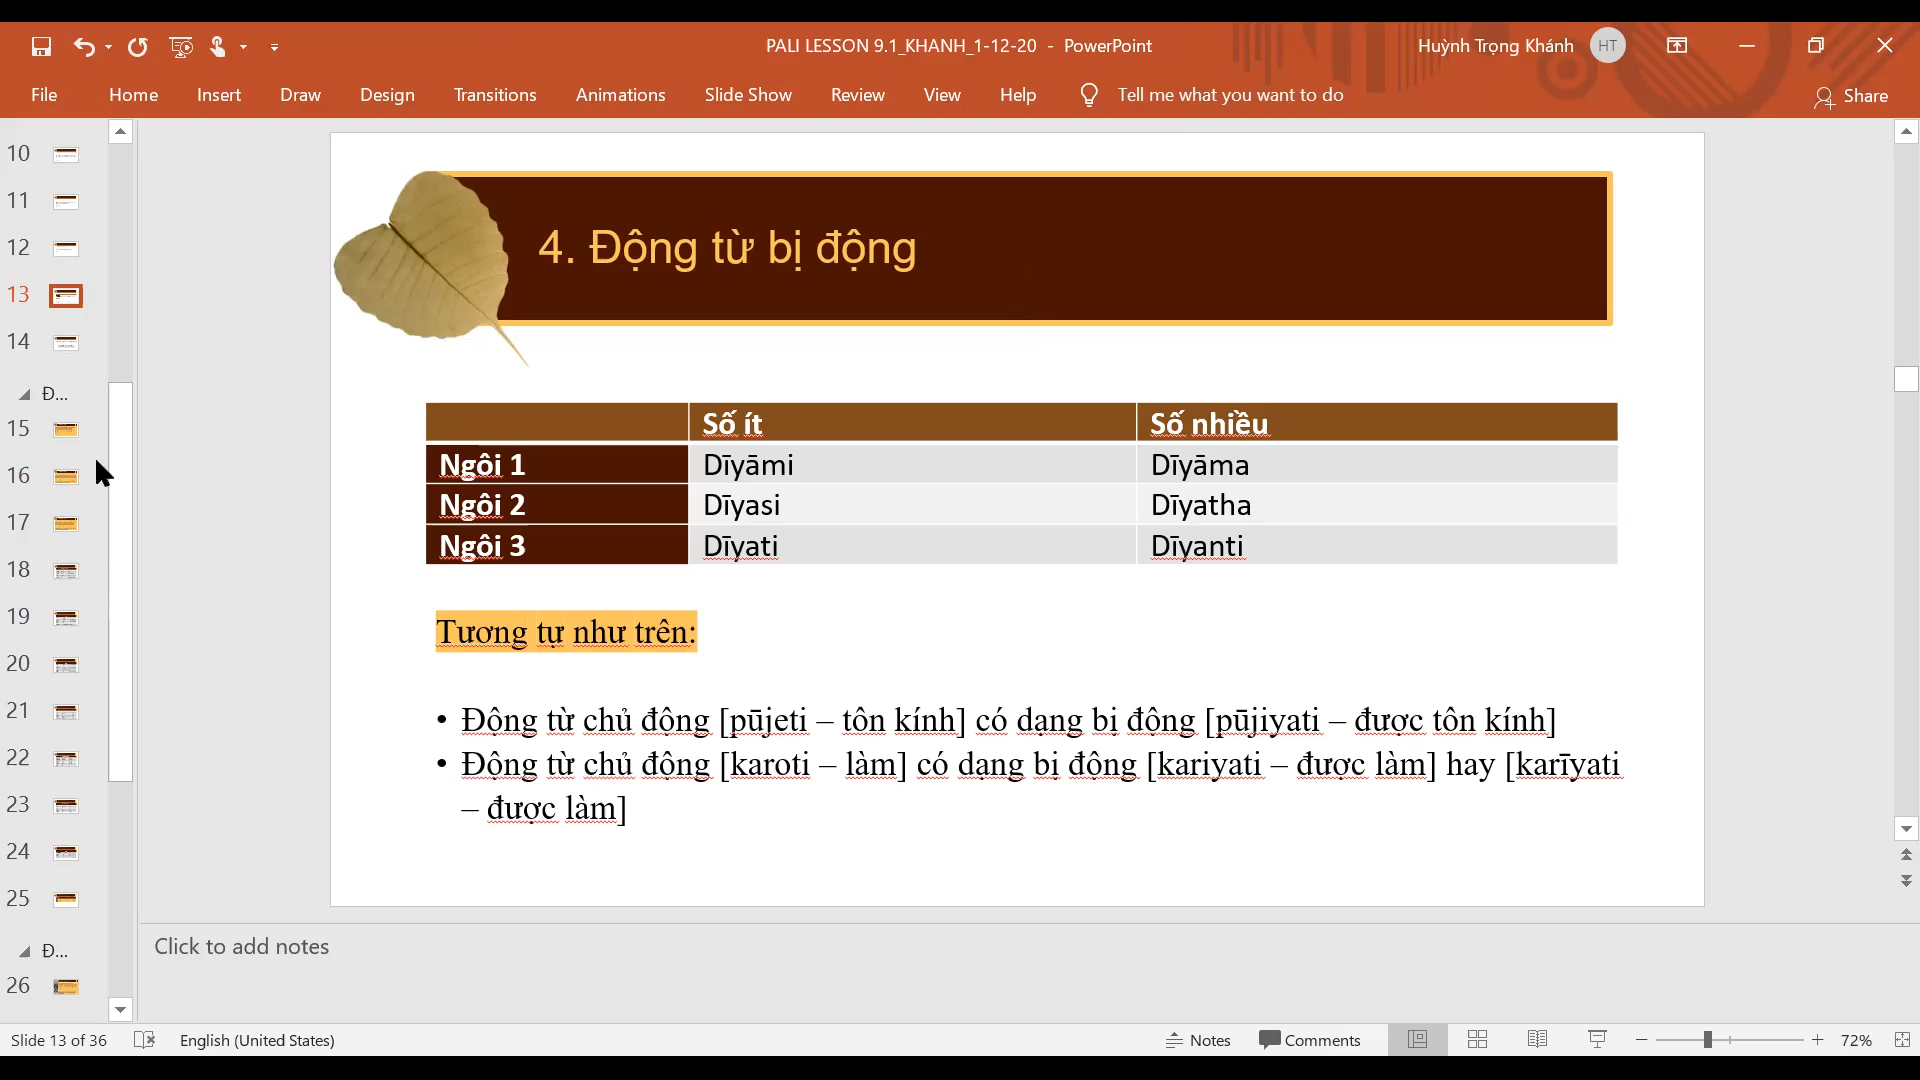 PALI LESSON 9.1_KHANH_1-12-20 - PowerPoint
Huỳnh Trọng Khánh
HT
File Home Insert Draw Design Transitions Animations Slide Show Review View Help Tell me what you want to do
Share
10
11
12
13
14
Đ...
15
16
17
18
19
20
21
22
23
24
25
Đ...
26
4. Động từ bị động
Số ít Số nhiều
Ngôi 1 Dīyāmi Dīyāma
Ngôi 2 Dīyasi Dīyatha
Ngôi 3 Dīyati Dīyanti
Tương tự như trên:
• Động từ chủ động [pūjeti – tôn kính] có dạng bị động [pūjiyati – được tôn kính]
• Động từ chủ động [karoti – làm] có dạng bị động [kariyati – được làm] hay [karīyati
– được làm]
Click to add notes
Slide 13 of 36 English (United States) Notes Comments 72%